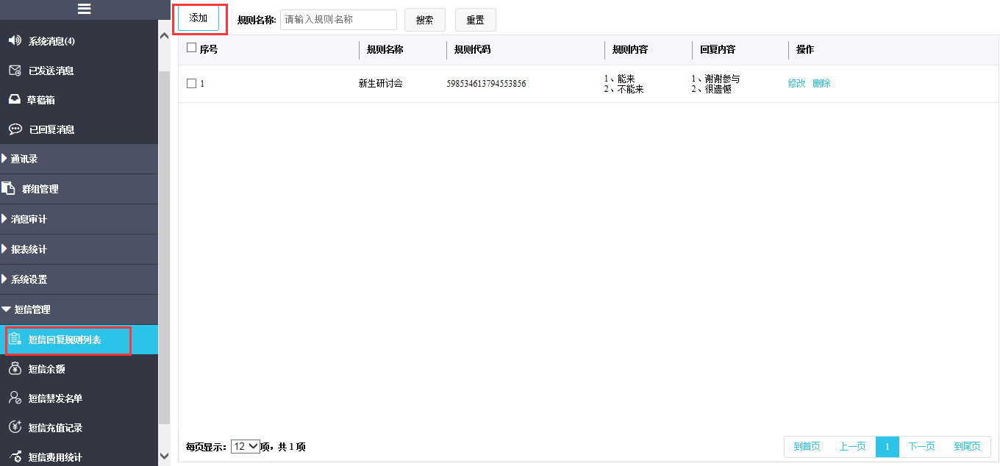 系统消息(4)
已发送消息
草稿箱
已回复消息
通讯录
群组管理
消息审计
报表统计
系统设置
短信管理
短信回复规则列表
短信余额
短信禁发名单
短信充值记录
短信费用统计
添加 规则名称: 请输入规则名称 搜索 重置
序号 规则名称 规则代码 规则内容 回复内容 操作
1 新生研讨会 598534613794553856 1、能来 1、谢谢参与 修改 删除
2、不能来 2、很遗憾
每页显示: 12 项，共 1 项 到首页 上一页 1 下一页 到尾页